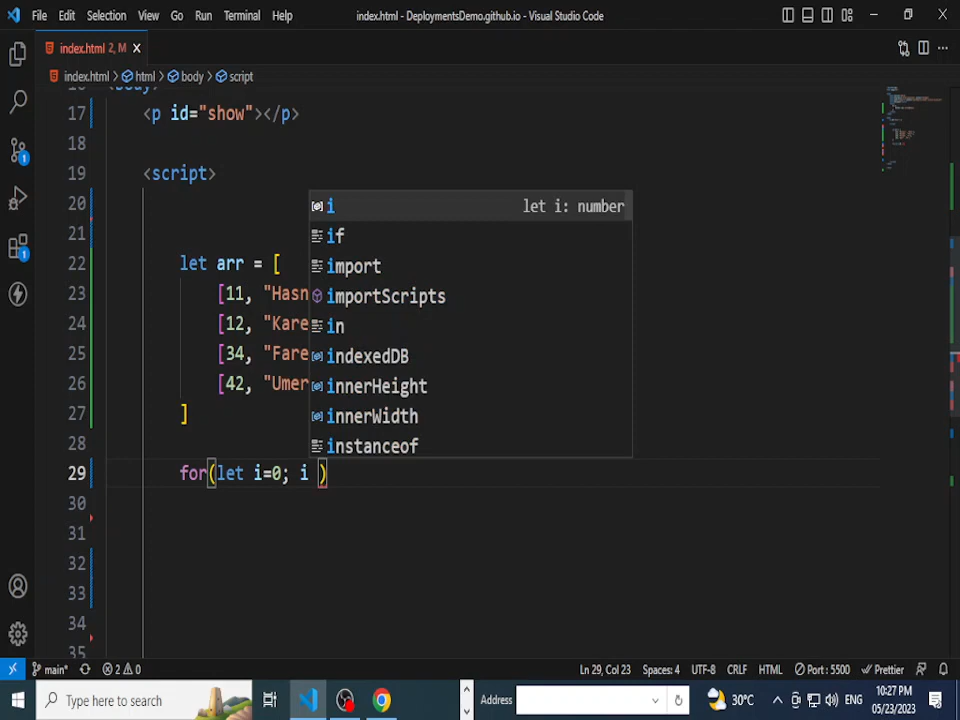 File Edit Selection View Go Run Terminal Help
index.html - DeploymentsDemo.github.io - Visual Studio Code
index.html 2, M
index.html › html › body › script
17 <p id="show"></p>
18
19 <script>
20
21
22 let arr = [
23 [11, "Hasn
24 [12, "Kare
25 [34, "Fare
26 [42, "Umer
27 ]
28
29 for(let i=0; i )
30
31
32
33
34
35
i let i: number
if
import
importScripts
in
indexedDB
innerHeight
innerWidth
instanceof
1
1
main* 2 0
Ln 29, Col 23 Spaces: 4 UTF-8 CRLF HTML Port : 5500 Prettier
Type here to search
Address
30°C
ENG
10:27 PM
05/23/2023